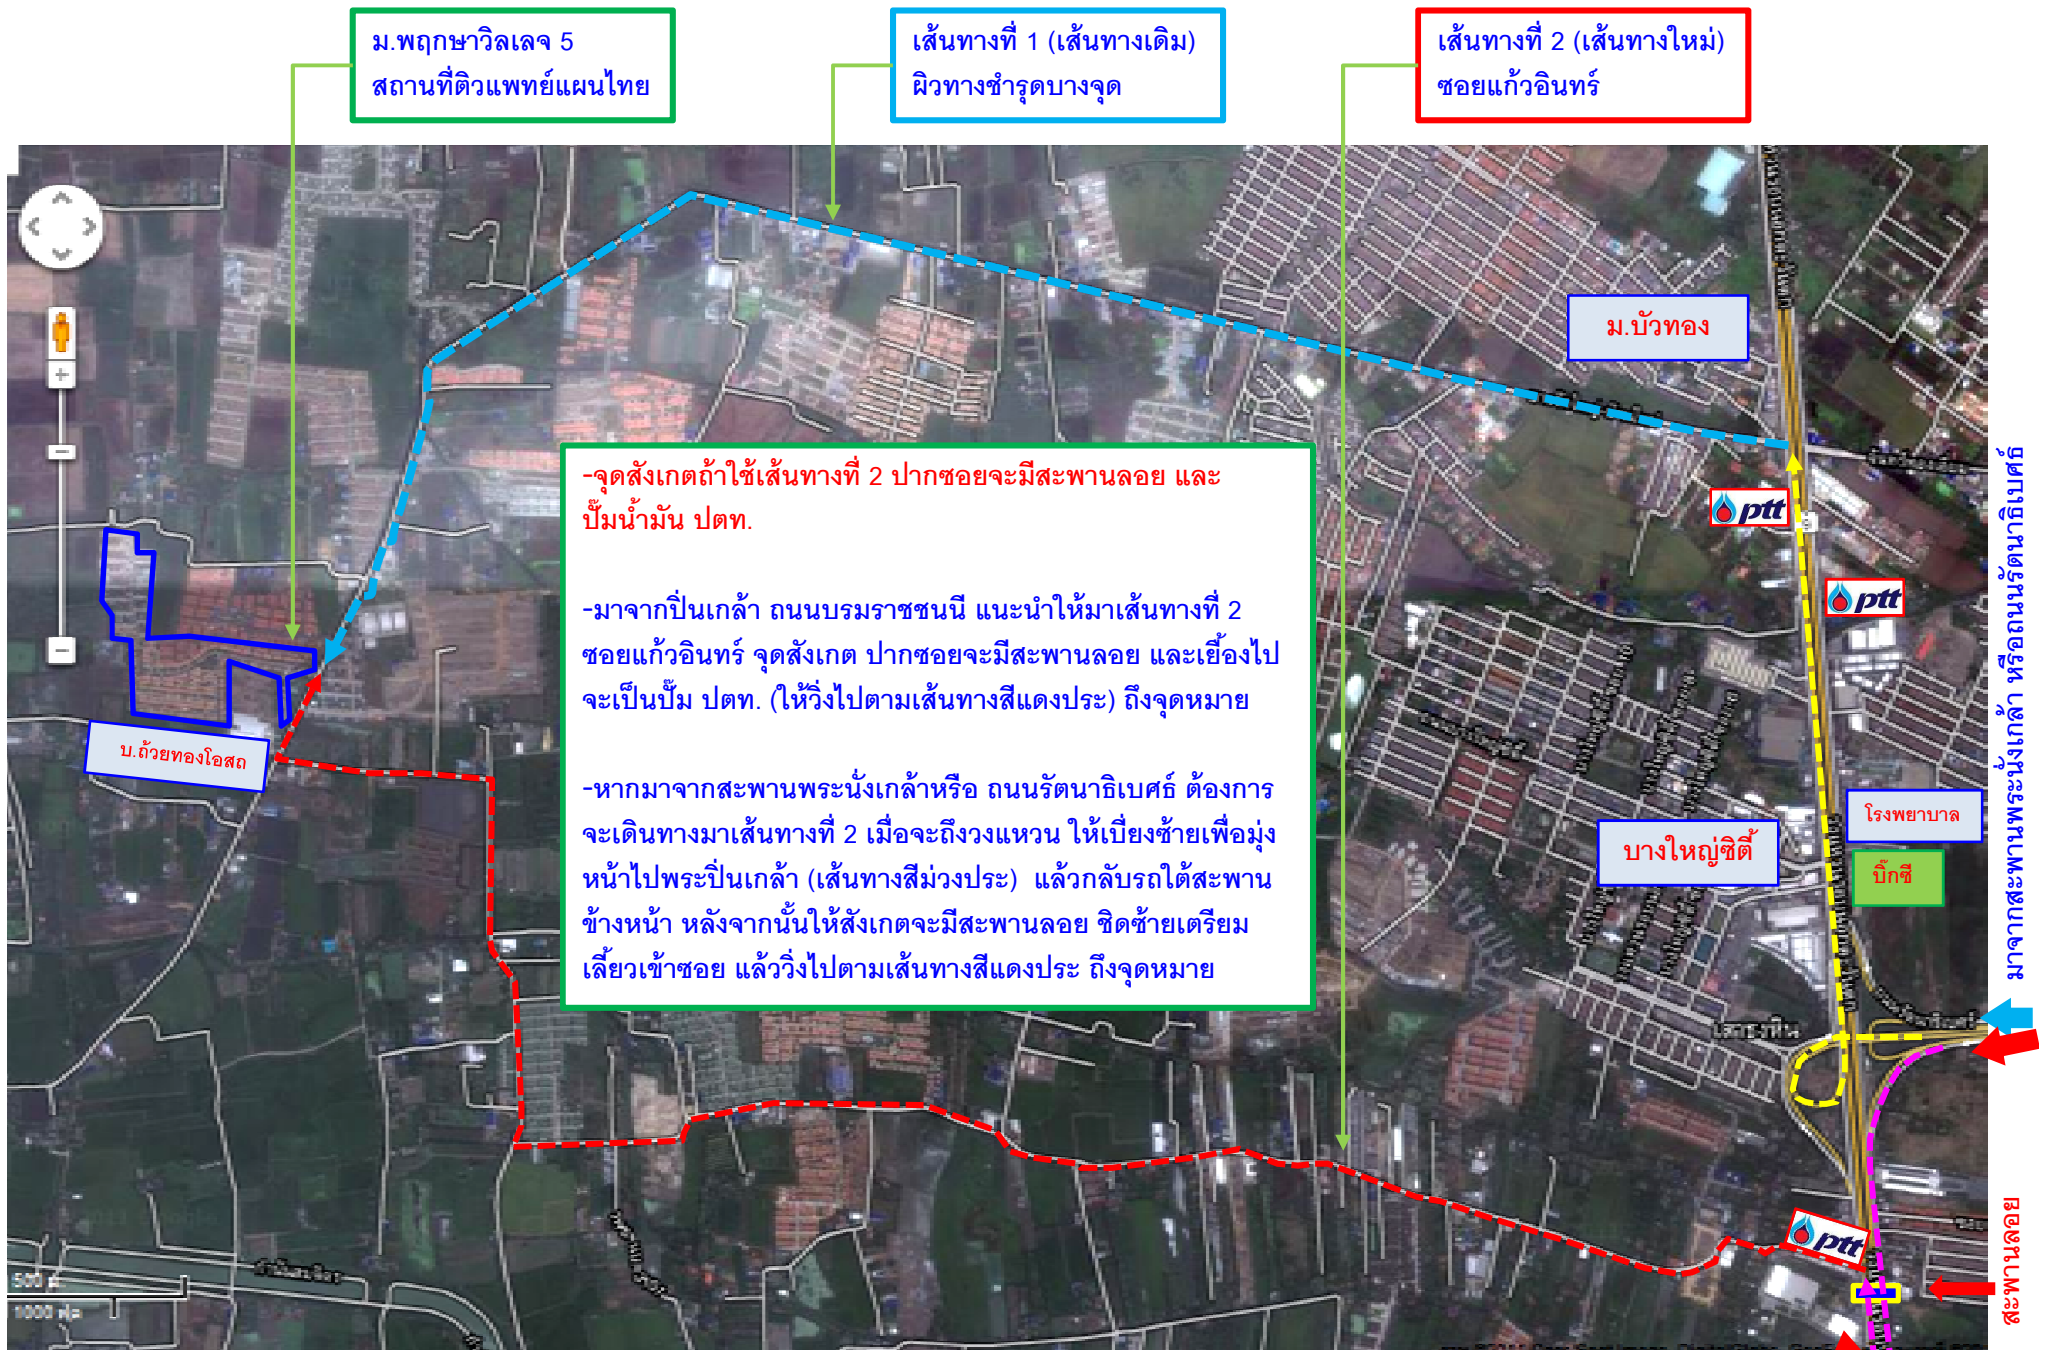 ม.พฤกษาวิลเลจ 5
สถานที่ติวแพทย์แผนไทย
เส้นทางที่ 1 (เส้นทางเดิม)
ผิวทางชำรุดบางจุด
เส้นทางที่ 2 (เส้นทางใหม่)
ซอยแก้วอินทร์
ม.บัวทอง
ptt
ptt
-จุดสังเกตถ้าใช้เส้นทางที่ 2 ปากซอยจะมีสะพานลอย และ
ปั๊มน้ำมัน ปตท.
-มาจากปิ่นเกล้า ถนนบรมราชชนนี แนะนำให้มาเส้นทางที่ 2
ซอยแก้วอินทร์ จุดสังเกต ปากซอยจะมีสะพานลอย และเยื้องไป
จะเป็นปั๊ม ปตท. (ให้วิ่งไปตามเส้นทางสีแดงประ) ถึงจุดหมาย
-หากมาจากสะพานพระนั่งเกล้าหรือ ถนนรัตนาธิเบศร์ ต้องการ
จะเดินทางมาเส้นทางที่ 2 เมื่อจะถึงวงแหวน ให้เบี่ยงซ้ายเพื่อมุ่ง
หน้าไปพระปิ่นเกล้า (เส้นทางสีม่วงประ) แล้วกลับรถใต้สะพาน
ข้างหน้า หลังจากนั้นให้สังเกตจะมีสะพานลอย ชิดซ้ายเตรียม
เลี้ยวเข้าซอย แล้ววิ่งไปตามเส้นทางสีแดงประ ถึงจุดหมาย
บ.ถ้วยทองโอสถ
โรงพยาบาล
บางใหญ่ซิตี้
บิ๊กซี
มาจากสะพานพระนั่งเกล้า หรือถนนรัตนาธิเบศร์
ptt
สะพานลอย
500 ม.
1000 ฟุต